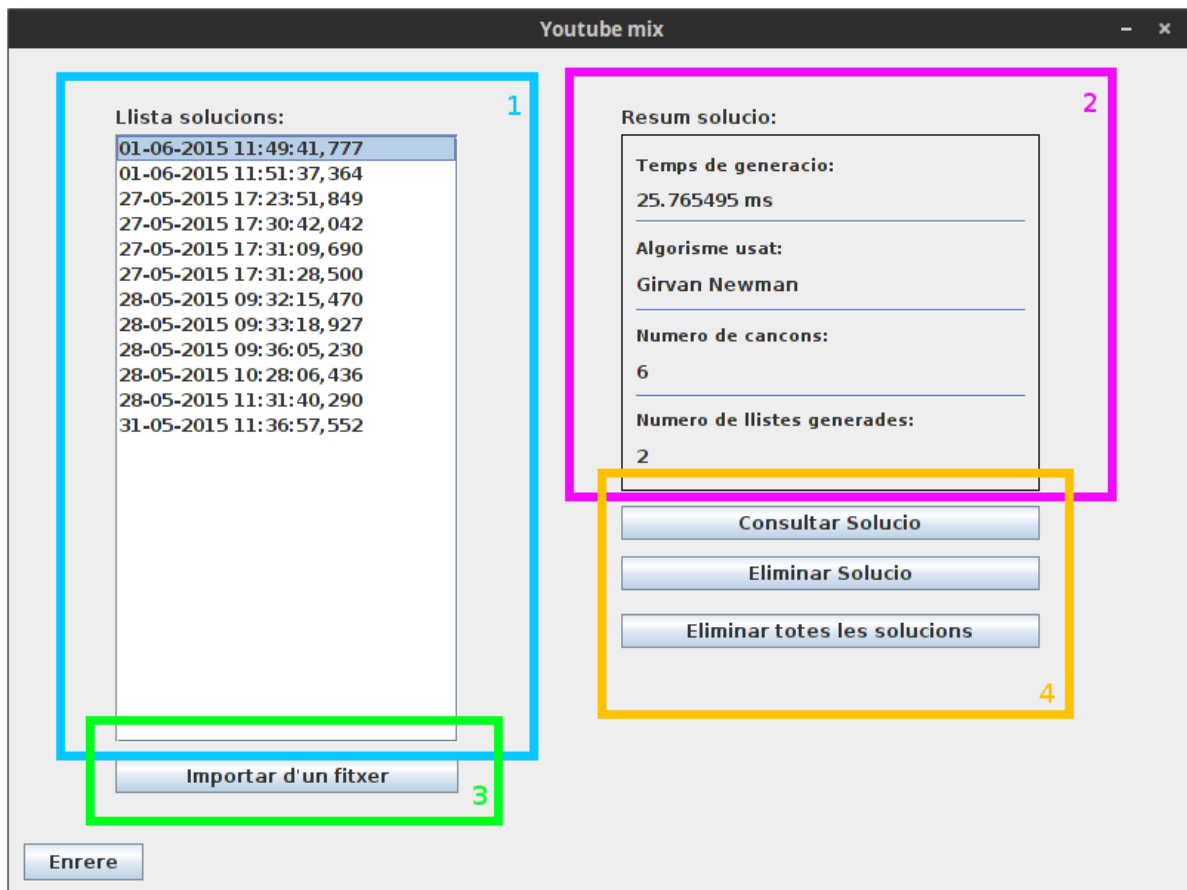 Youtube mix
1
Llista solucions:
01-06-2015 11:49:41,777
01-06-2015 11:51:37,364
27-05-2015 17:23:51,849
27-05-2015 17:30:42,042
27-05-2015 17:31:09,690
27-05-2015 17:31:28,500
28-05-2015 09:32:15,470
28-05-2015 09:33:18,927
28-05-2015 09:36:05,230
28-05-2015 10:28:06,436
28-05-2015 11:31:40,290
31-05-2015 11:36:57,552
2
Resum solucio:
Temps de generacio:
25.765495 ms
Algorisme usat:
Girvan Newman
Numero de cancons:
6
Numero de llistes generades:
2
Importar d'un fitxer
3
Consultar Solucio
Eliminar Solucio
Eliminar totes les solucions
4
Enrere